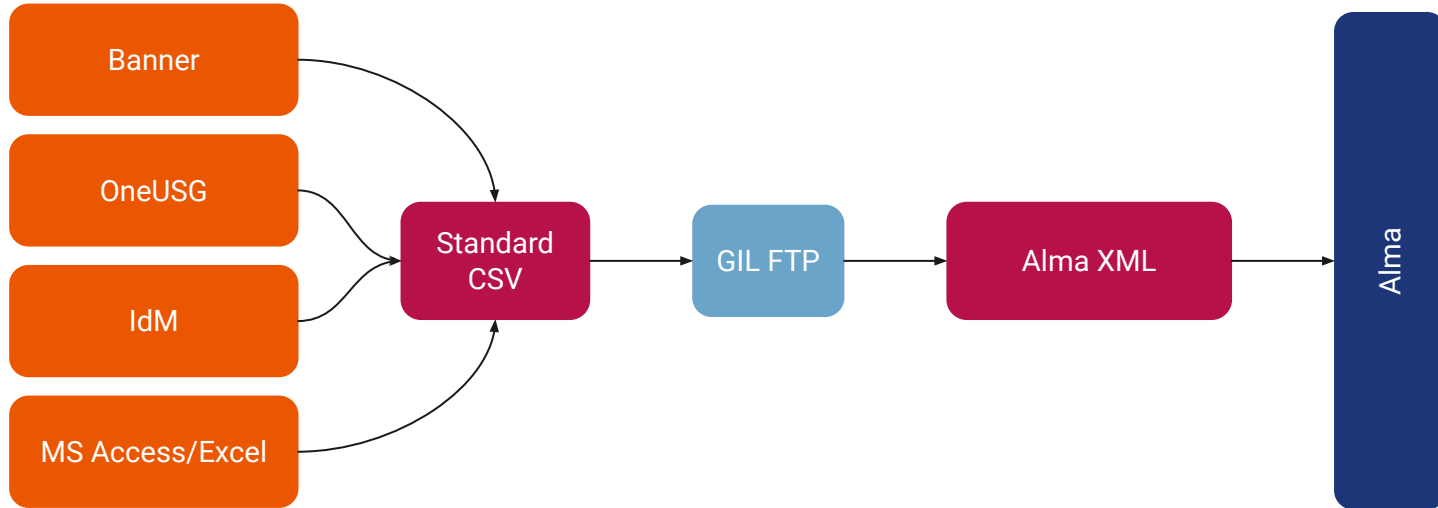 Banner
OneUSG
IdM
MS Access/Excel
Standard
CSV
GIL FTP
Alma XML
Alma